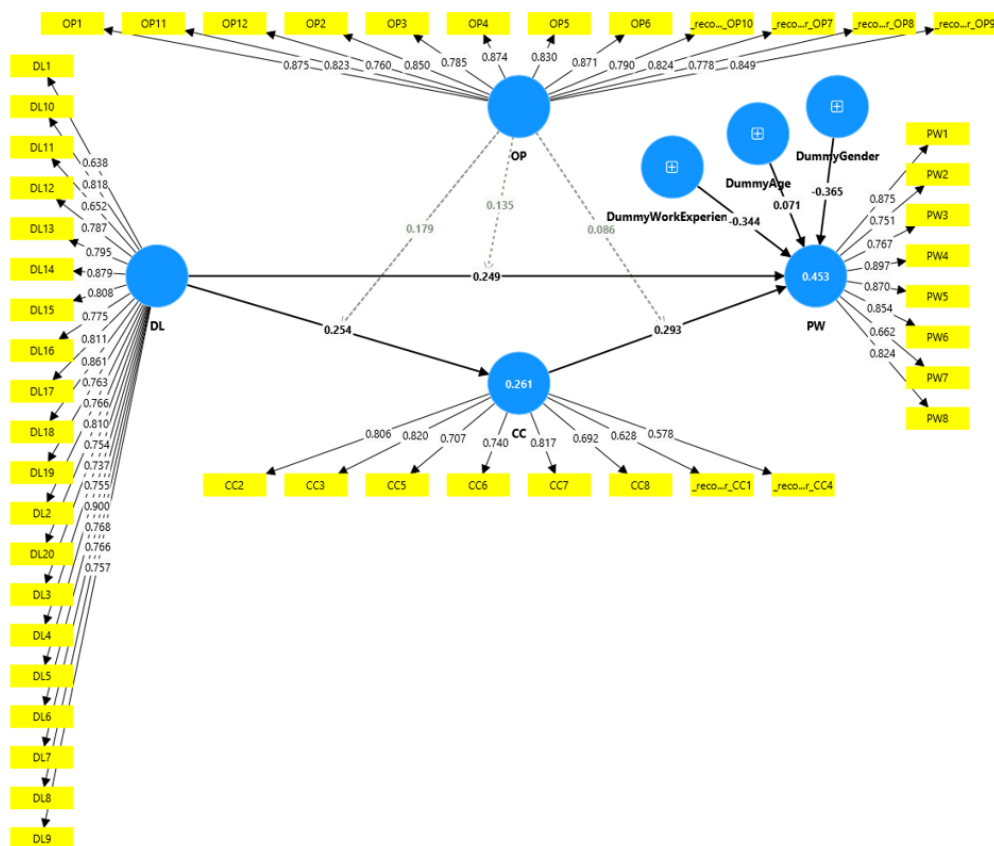 OP1 OP11 OP12 OP2 OP3 OP4 OP5 OP6 _reco..._OP10 _reco...r_OP7 _reco...r_OP8 _reco...r_OP9
0.875 0.823 0.760 0.850 0.785 0.874 0.830 0.871 0.790 0.824 0.778 0.849
OP
DL1
DL10
DL11
DL12
DL13
DL14
DL15
DL16
DL17
DL18
DL19
DL2
DL20
DL3
DL4
DL5
DL6
DL7
DL8
DL9
0.638
0.818
0.652
0.787
0.795
0.879
0.808
0.775
0.811
0.861
0.763
0.766
0.810
0.754
0.737
0.755
0.900
0.768
0.766
0.757
DL
0.179
0.135
0.086
0.249
0.254
0.293
DummyGender
DummyAge
DummyWorkExperien
-0.365
0.071
-0.344
0.453
PW
PW1
PW2
PW3
PW4
PW5
PW6
PW7
PW8
0.875
0.751
0.767
0.897
0.870
0.854
0.662
0.824
0.261
CC
0.806 0.820 0.707 0.740 0.817 0.692 0.628 0.578
CC2 CC3 CC5 CC6 CC7 CC8 _reco...r_CC1 _reco...r_CC4